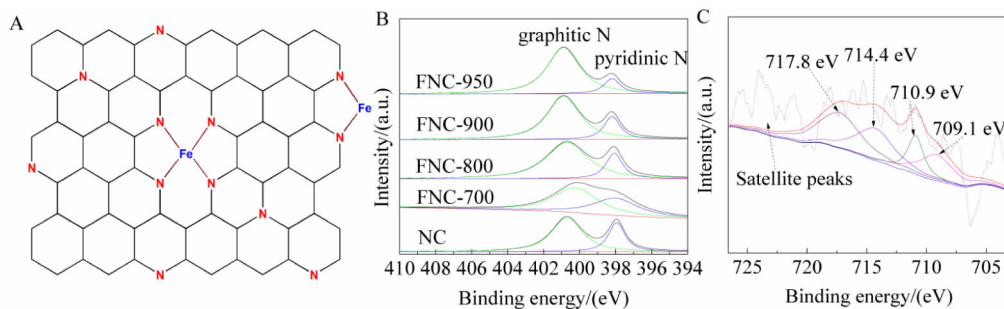 A
N
N
N
N
N
Fe
Fe
N
N
N
N
N
N
N
B
graphitic N
pyridinic N
FNC-950
FNC-900
FNC-800
FNC-700
NC
Intensity/(a.u.)
410 408 406 404 402 400 398 396 394
Binding energy/(eV)
C
717.8 eV
714.4 eV
710.9 eV
709.1 eV
Satellite peaks
Intensity/(a.u.)
725 720 715 710 705
Binding energy/(eV)